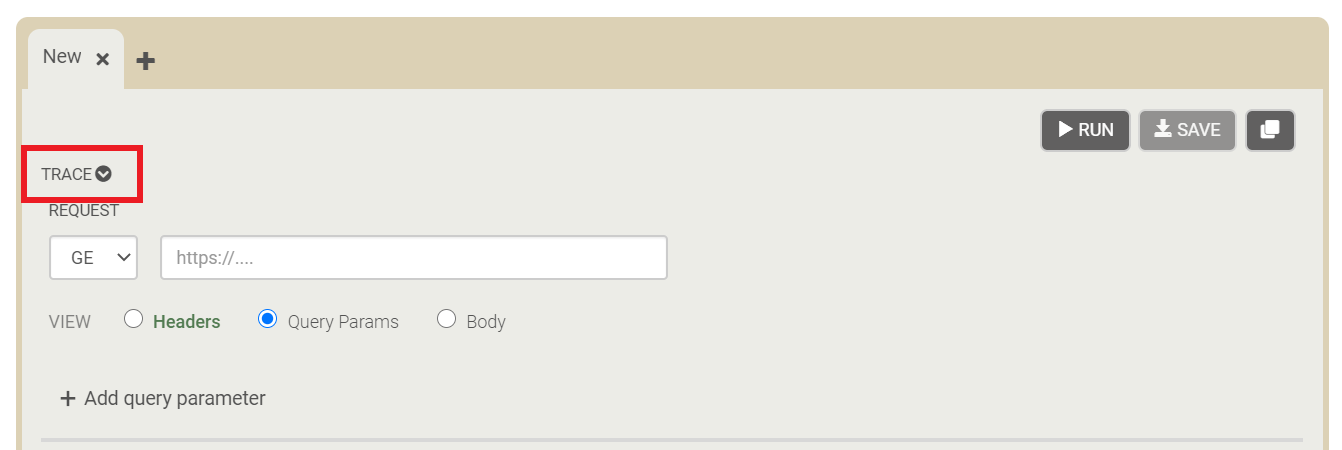 New
RUN
SAVE
TRACE
REQUEST
GE
https://....
VIEW Headers Query Params Body
Add query parameter